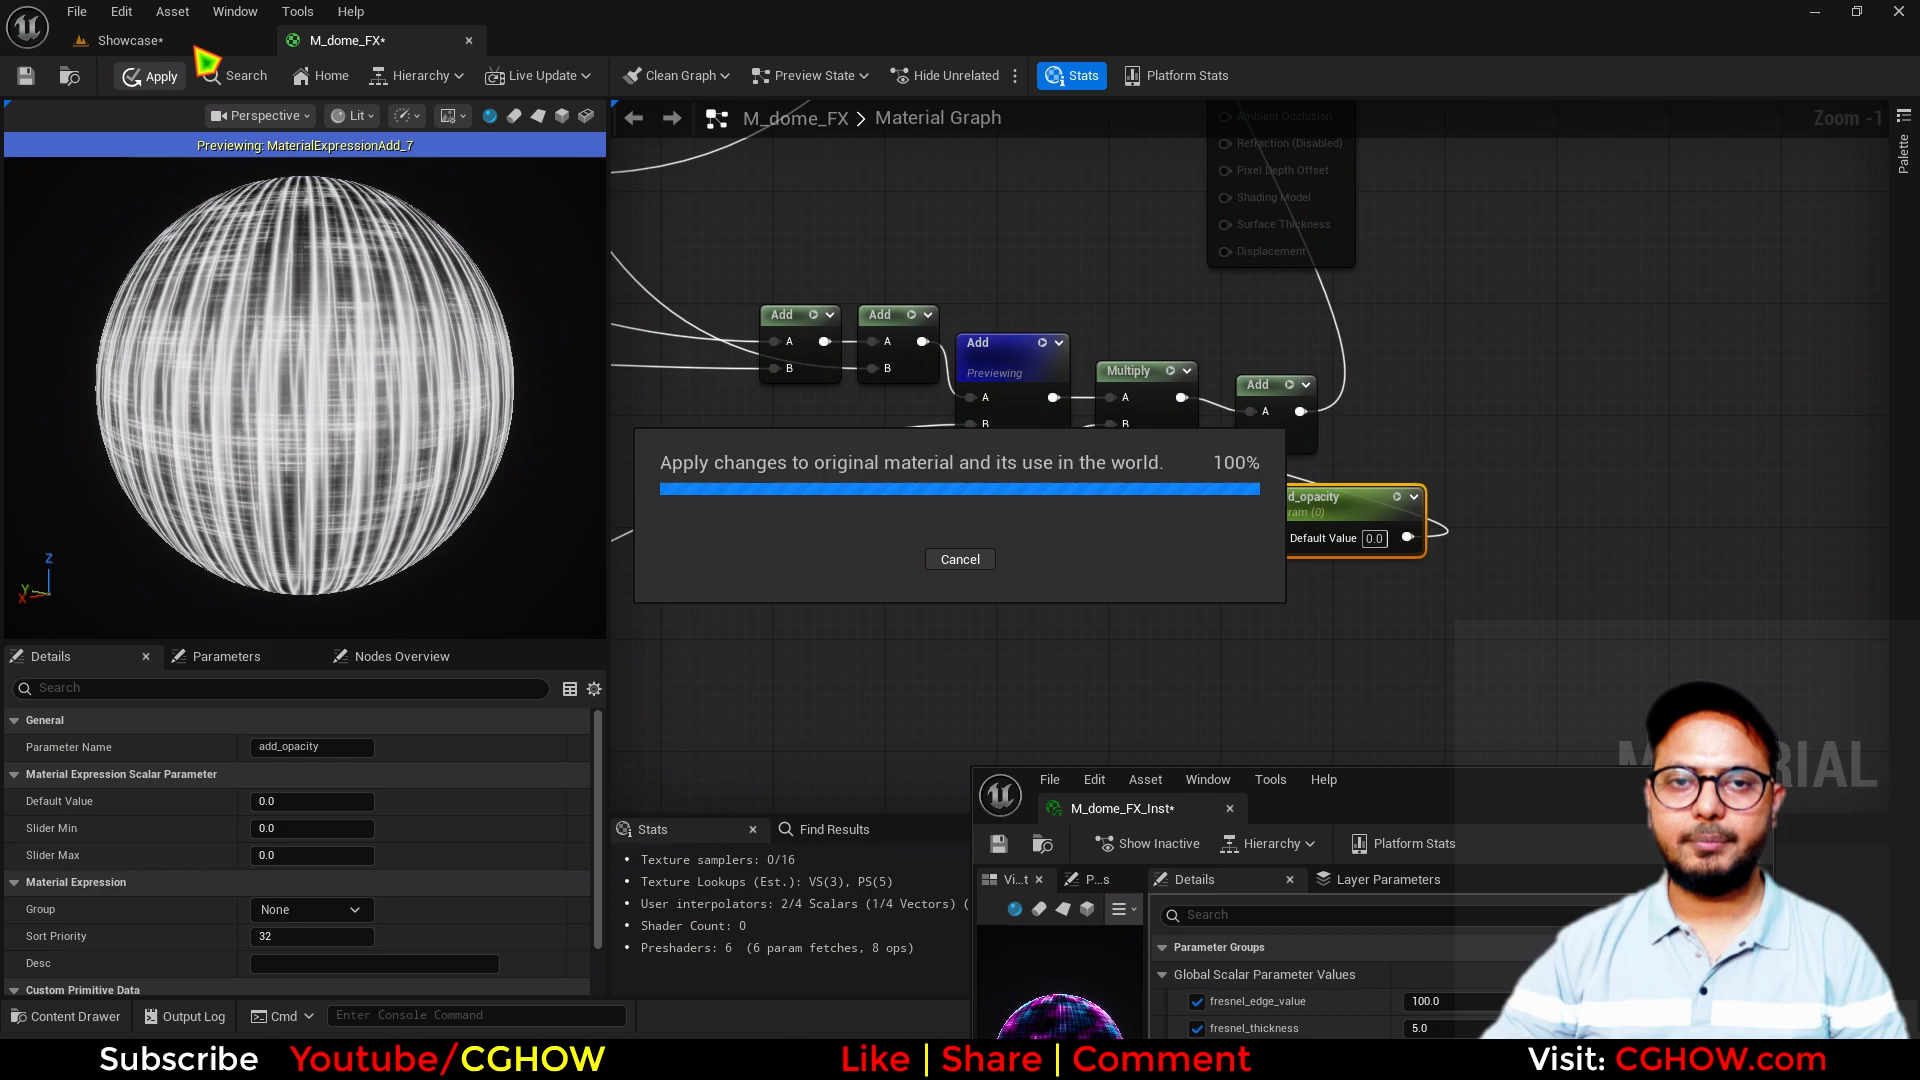 File Edit Asset Window Tools Help
Showcase*
M_dome_FX*
Apply Search Home Hierarchy Live Update Clean Graph Preview State Hide Unrelated Stats Platform Stats
Perspective Lit
M_dome_FX > Material Graph
Zoom -1
Palette
Previewing: MaterialExpressionAdd_7
Ambient Occlusion
Refraction (Disabled)
Pixel Depth Offset
Shading Model
Surface Thickness
Displacement
Add
A
B
Add
A
B
Add
Previewing
A
B
Multiply
A
B
Add
A
Apply changes to original material and its use in the world. 100%
Cancel
d_opacity
ram (0)
Default Value 0.0
Z
Y
X
Details Parameters Nodes Overview
Search
General
Parameter Name add_opacity
Material Expression Scalar Parameter
Default Value 0.0
Slider Min 0.0
Slider Max 0.0
Material Expression
Group None
Sort Priority 32
Desc
Custom Primitive Data
Stats Find Results
Texture samplers: 0/16
Texture Lookups (Est.): VS(3), PS(5)
User interpolators: 2/4 Scalars (1/4 Vectors) (
Shader Count: 0
Preshaders: 6 (6 param fetches, 8 ops)
File Edit Asset Window Tools Help
M_dome_FX_Inst*
Show Inactive Hierarchy Platform Stats
Vi...t P...s Details Layer Parameters
Search
Parameter Groups
Global Scalar Parameter Values
fresnel_edge_value 100.0
fresnel_thickness 5.0
Content Drawer Output Log Cmd Enter Console Command
Subscribe Youtube/CGHOW Like | Share | Comment Visit: CGHOW.com